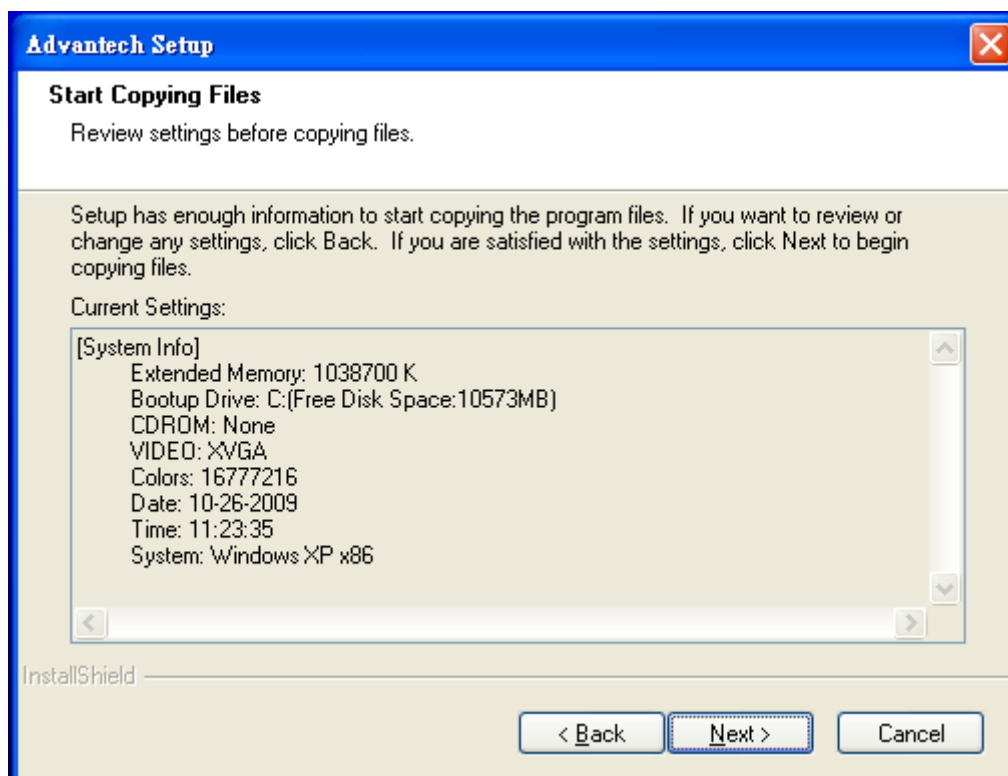 Advantech Setup
Start Copying Files
Review settings before copying files.
Setup has enough information to start copying the program files.  If you want to review or
change any settings, click Back.  If you are satisfied with the settings, click Next to begin
copying files.
Current Settings:
[System Info]
Extended Memory: 1038700 K
Bootup Drive: C:(Free Disk Space:10573MB)
CDROM: None
VIDEO: XVGA
Colors: 16777216
Date: 10-26-2009
Time: 11:23:35
System: Windows XP x86
InstallShield
< Back
Next >
Cancel